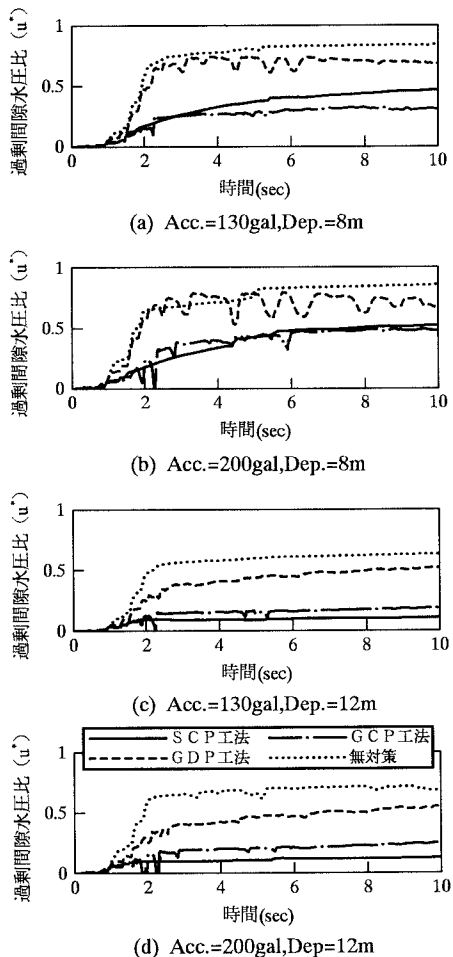 過剰間隙水圧比（u*）
1
0.5
0
0 2 4 6 8 10
時間(sec)
(a) Acc.=130gal,Dep.=8m
過剰間隙水圧比（u*）
1
0.5
0
0 2 4 6 8 10
時間(sec)
(b) Acc.=200gal,Dep.=8m
過剰間隙水圧比（u*）
1
0.5
0
0 2 4 6 8 10
時間(sec)
(c) Acc.=130gal,Dep.=12m
ＳＣＰ工法 ＧＣＰ工法
ＧＤＰ工法 無対策
過剰間隙水圧比（u*）
1
0.5
0
0 2 4 6 8 10
時間(sec)
(d) Acc.=200gal,Dep=12m